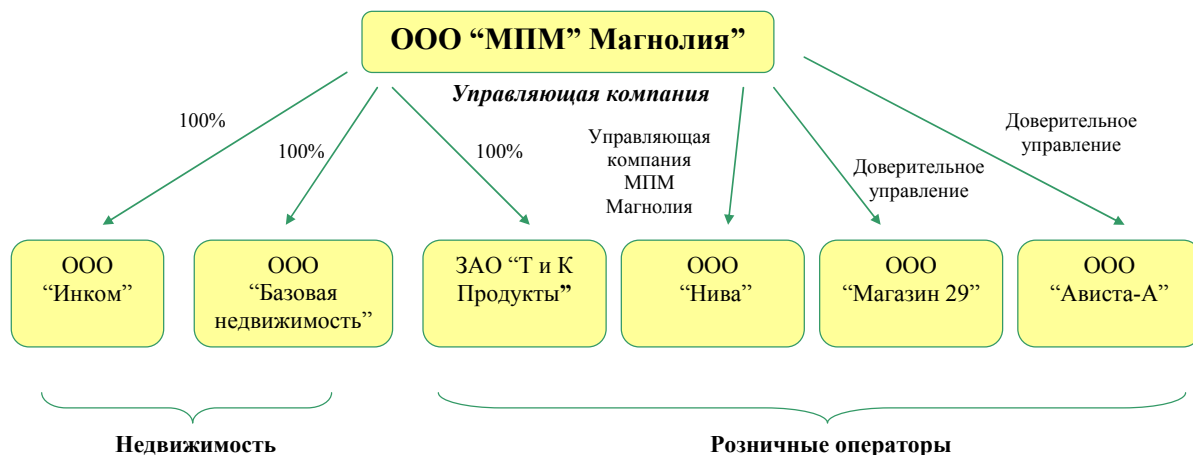 ООО “МПМ” Магнолия”
Управляющая компания
100%
100%
100%
Управляющая
компания
МПМ
Магнолия
Доверительное
управление
Доверительное
управление
ООО
“Инком”
ООО
“Базовая
недвижимость”
ЗАО “Т и К
Продукты”
ООО
“Нива”
ООО
“Магазин 29”
ООО
“Ависта-А”
Недвижимость
Розничные операторы